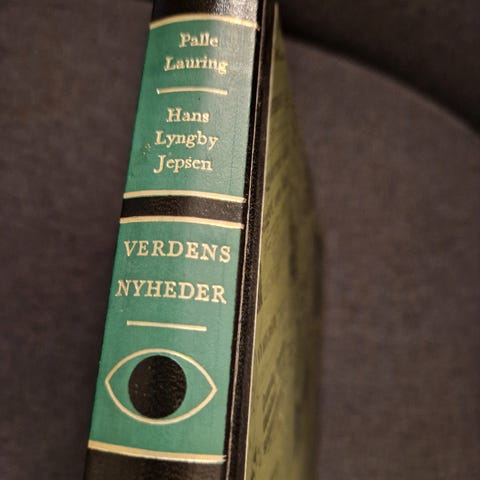 Palle
Lauring
Hans
Lyngby
Jepsen
VERDENS
NYHEDER